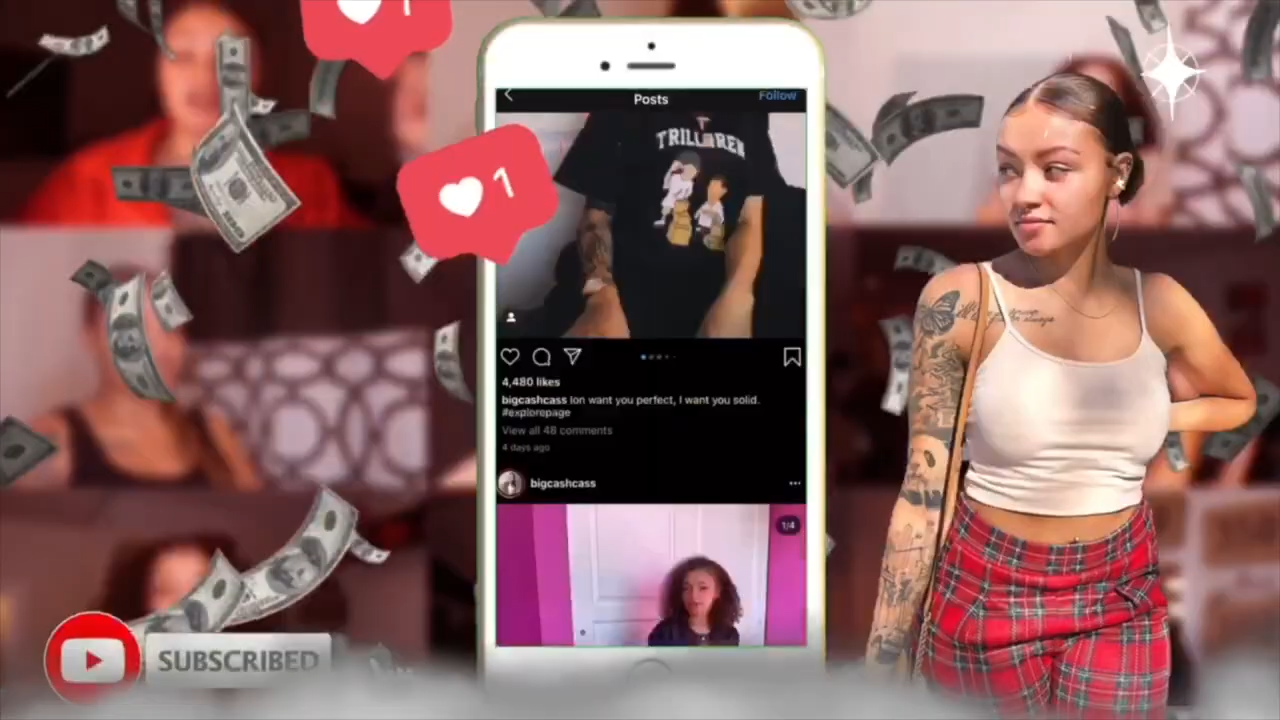 1
Posts
Follow
TRILL
1
4,480 likes
bigcashcass Ion want you perfect, I want you solid.
#explorepage
View all 48 comments
4 days ago
bigcashcass
1/4
SUBSCRIBED